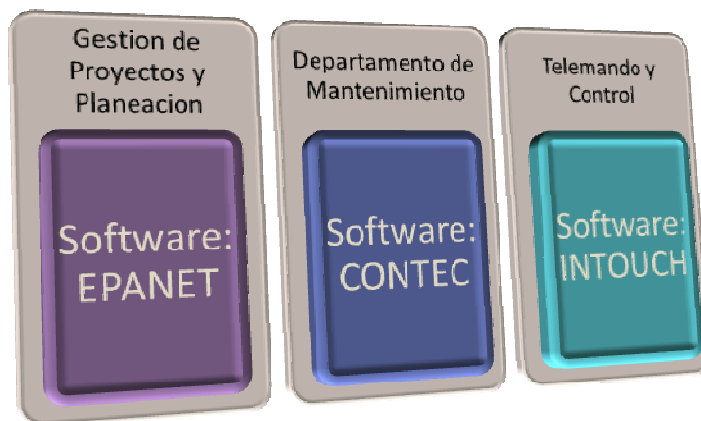 Gestion de
Proyectos y
Planeacion
Software:
EPANET
Departamento de
Mantenimiento
Software:
CONTEC
Telemando y
Control
Software:
INTOUCH